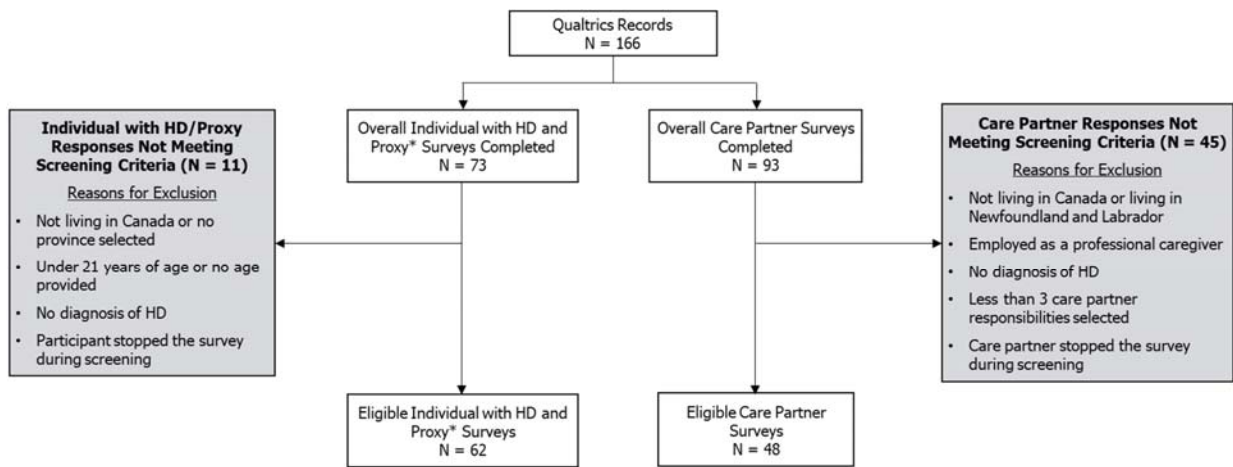 Qualtrics Records
N = 166
Individual with HD/Proxy
Responses Not Meeting
Screening Criteria (N = 11)
Reasons for Exclusion
• Not living in Canada or no
province selected
• Under 21 years of age or no age
provided
• No diagnosis of HD
• Participant stopped the survey
during screening
Overall Individual with HD and
Proxy* Surveys Completed
N = 73
Overall Care Partner Surveys
Completed
N = 93
Care Partner Responses Not
Meeting Screening Criteria (N = 45)
Reasons for Exclusion
• Not living in Canada or living in
Newfoundland and Labrador
• Employed as a professional caregiver
• No diagnosis of HD
• Less than 3 care partner
responsibilities selected
• Care partner stopped the survey
during screening
Eligible Individual with HD and
Proxy* Surveys
N = 62
Eligible Care Partner
Surveys
N = 48